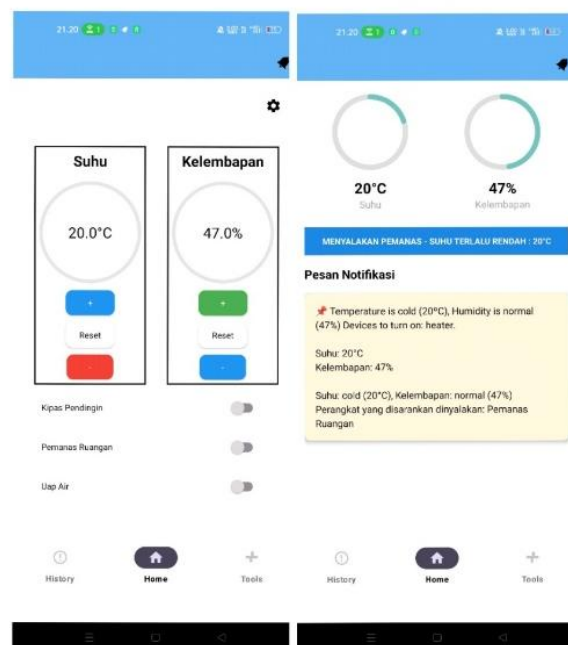 21.20
Suhu
Kelembapan
20.0°C
47.0%
+
+
Reset
Reset
-
-
Kipas Pendingin
Pemanas Ruangan
Uap Air
History
Home
Tools
21.20
20°C
47%
Suhu
Kelembapan
MENYALAKAN PEMANAS - SUHU TERLALU RENDAH : 20°C
Pesan Notifikasi
📌 Temperature is cold (20°C), Humidity is normal
(47%) Devices to turn on: heater.
Suhu: 20°C
Kelembapan: 47%
Suhu: cold (20°C), Kelembapan: normal (47%)
Perangkat yang disarankan dinyalakan: Pemanas
Ruangan
History
Home
Tools